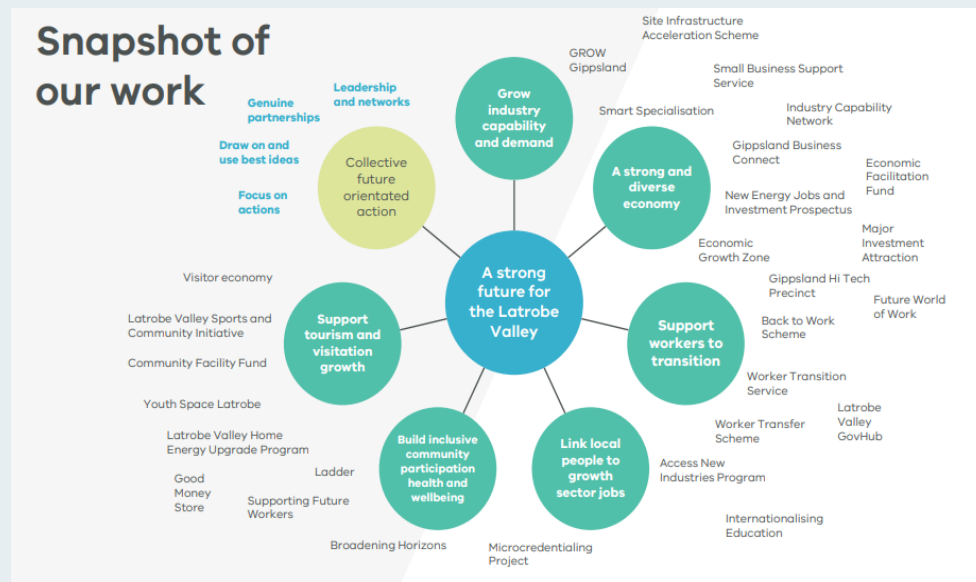 Snapshot of
our work
Leadership
and networks
Genuine
partnerships
Draw on and
use best ideas
Focus on
actions
Collective
future
orientated
action
GROW
Gippsland
Grow
industry
capability
and demand
Site Infrastructure
Acceleration Scheme
Small Business Support
Service
Smart Specialisation
Industry Capability
Network
Gippsland Business
Connect
A strong and
diverse
economy
Economic
Facilitation
Fund
New Energy Jobs and
Investment Prospectus
Economic
Growth Zone
Major
Investment
Attraction
A strong
future for
the Latrobe
Valley
Gippsland Hi Tech
Precinct
Future World
of Work
Back to Work
Scheme
Support
workers to
transition
Worker Transition
Service
Worker Transfer
Scheme
Latrobe
Valley
GovHub
Link local
people to
growth
sector jobs
Access New
Industries Program
Internationalising
Education
Microcredentialing
Project
Visitor economy
Latrobe Valley Sports and
Community Initiative
Community Facility Fund
Support
tourism and
visitation
growth
Youth Space Latrobe
Latrobe Valley Home
Energy Upgrade Program
Ladder
Good
Money
Store
Supporting Future
Workers
Build inclusive
community
participation
health and
wellbeing
Broadening Horizons